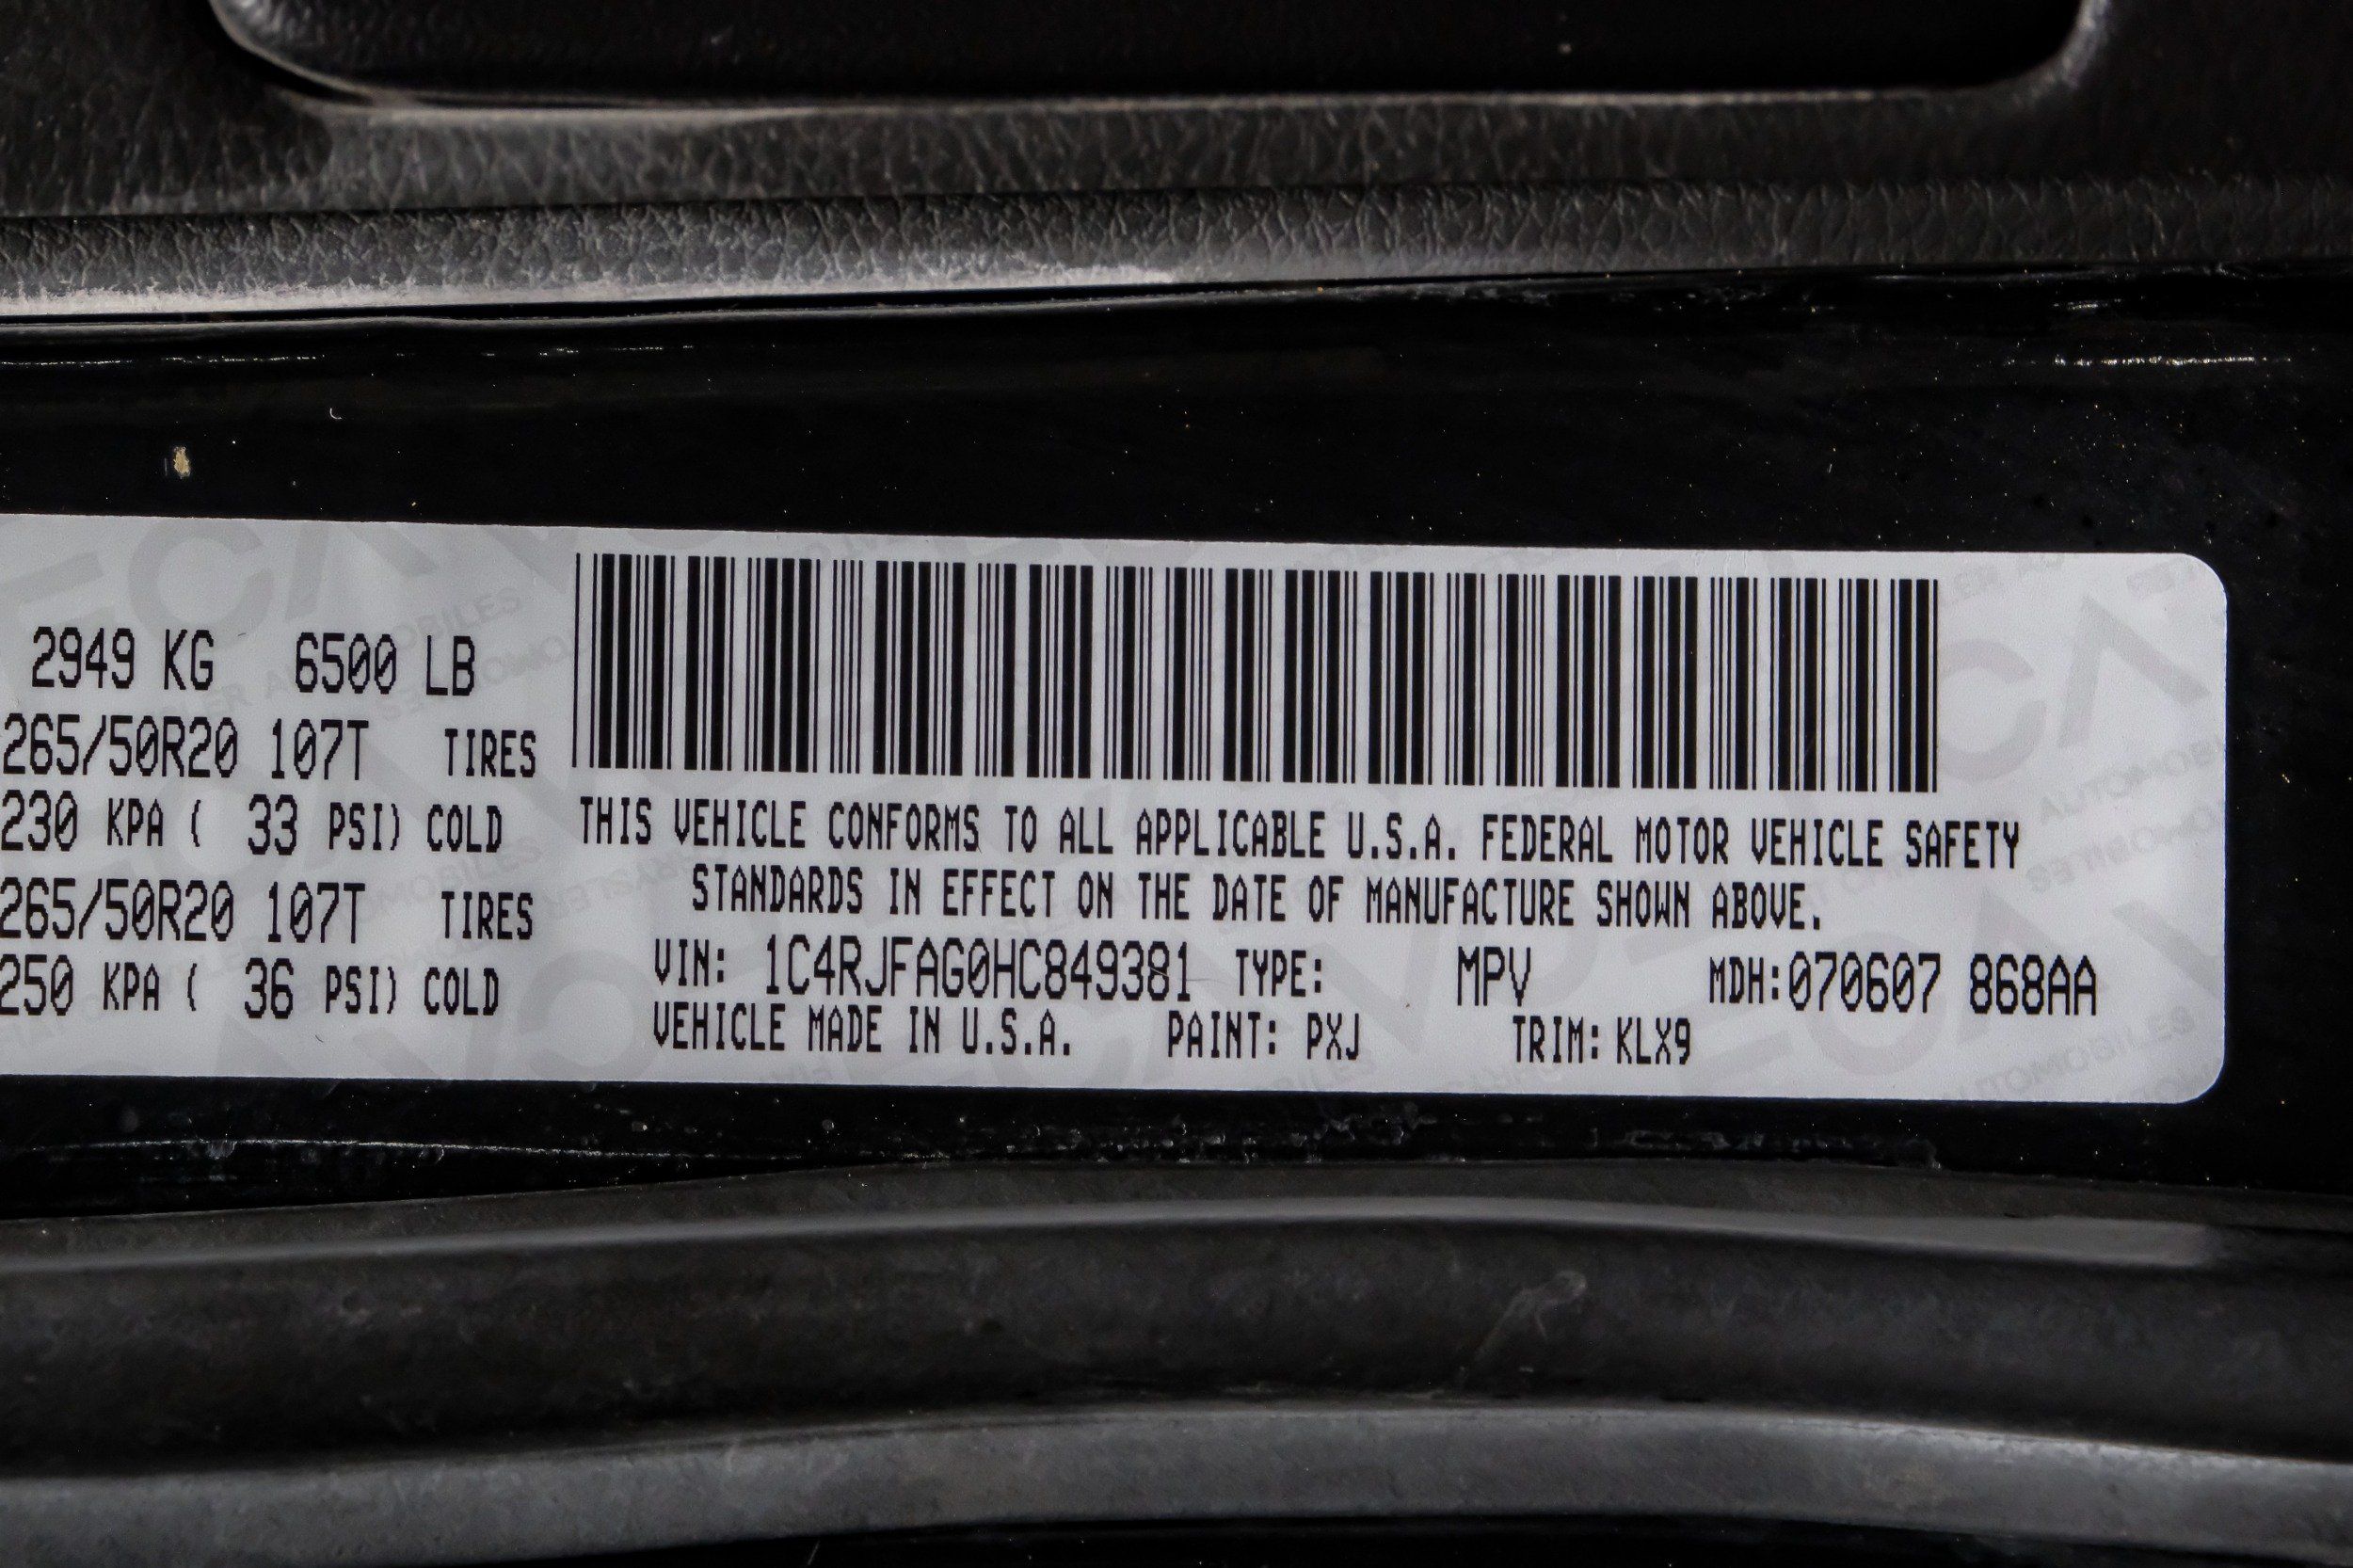 2949 KG 6500 LB
265/50R20 107T TIRES
230 KPA ( 33 PSI) COLD
265/50R20 107T TIRES
250 KPA ( 36 PSI) COLD
THIS VEHICLE CONFORMS TO ALL APPLICABLE U.S.A. FEDERAL MOTOR VEHICLE SAFETY
STANDARDS IN EFFECT ON THE DATE OF MANUFACTURE SHOWN ABOVE.
VIN: 1C4RJFAG0HC849381 TYPE: MPV MDH:070607 868AA
VEHICLE MADE IN U.S.A. PAINT: PXJ TRIM: KLX9